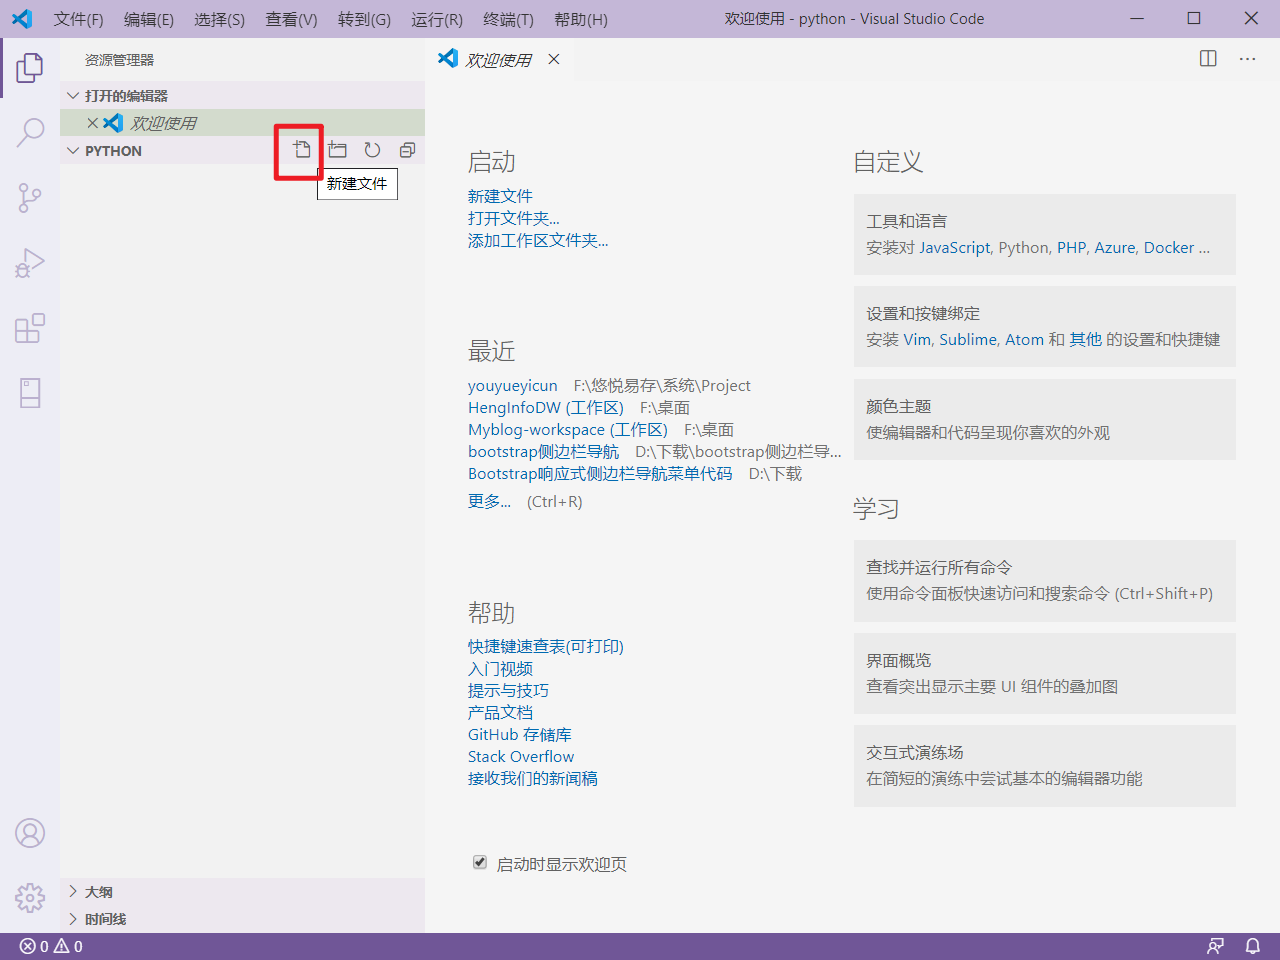 文件(F) 编辑(E) 选择(S) 查看(V) 转到(G) 运行(R) 终端(T) 帮助(H) 欢迎使用 - python - Visual Studio Code
资源管理器
打开的编辑器
欢迎使用
PYTHON
新建文件
大纲
时间线
欢迎使用
启动
新建文件
打开文件夹...
添加工作区文件夹...
最近
youyueyicun F:\悠悦易存\系统\Project
HengInfoDW (工作区) F:\桌面
Myblog-workspace (工作区) F:\桌面
bootstrap侧边栏导航 D:\下载\bootstrap侧边栏导...
Bootstrap响应式侧边栏导航菜单代码 D:\下载
更多... (Ctrl+R)
帮助
快捷键速查表(可打印)
入门视频
提示与技巧
产品文档
GitHub 存储库
Stack Overflow
接收我们的新闻稿
启动时显示欢迎页
自定义
工具和语言
安装对 JavaScript, Python, PHP, Azure, Docker ...
设置和按键绑定
安装 Vim, Sublime, Atom 和 其他 的设置和快捷键
颜色主题
使编辑器和代码呈现你喜欢的外观
学习
查找并运行所有命令
使用命令面板快速访问和搜索命令 (Ctrl+Shift+P)
界面概览
查看突出显示主要 UI 组件的叠加图
交互式演练场
在简短的演练中尝试基本的编辑器功能
0 0